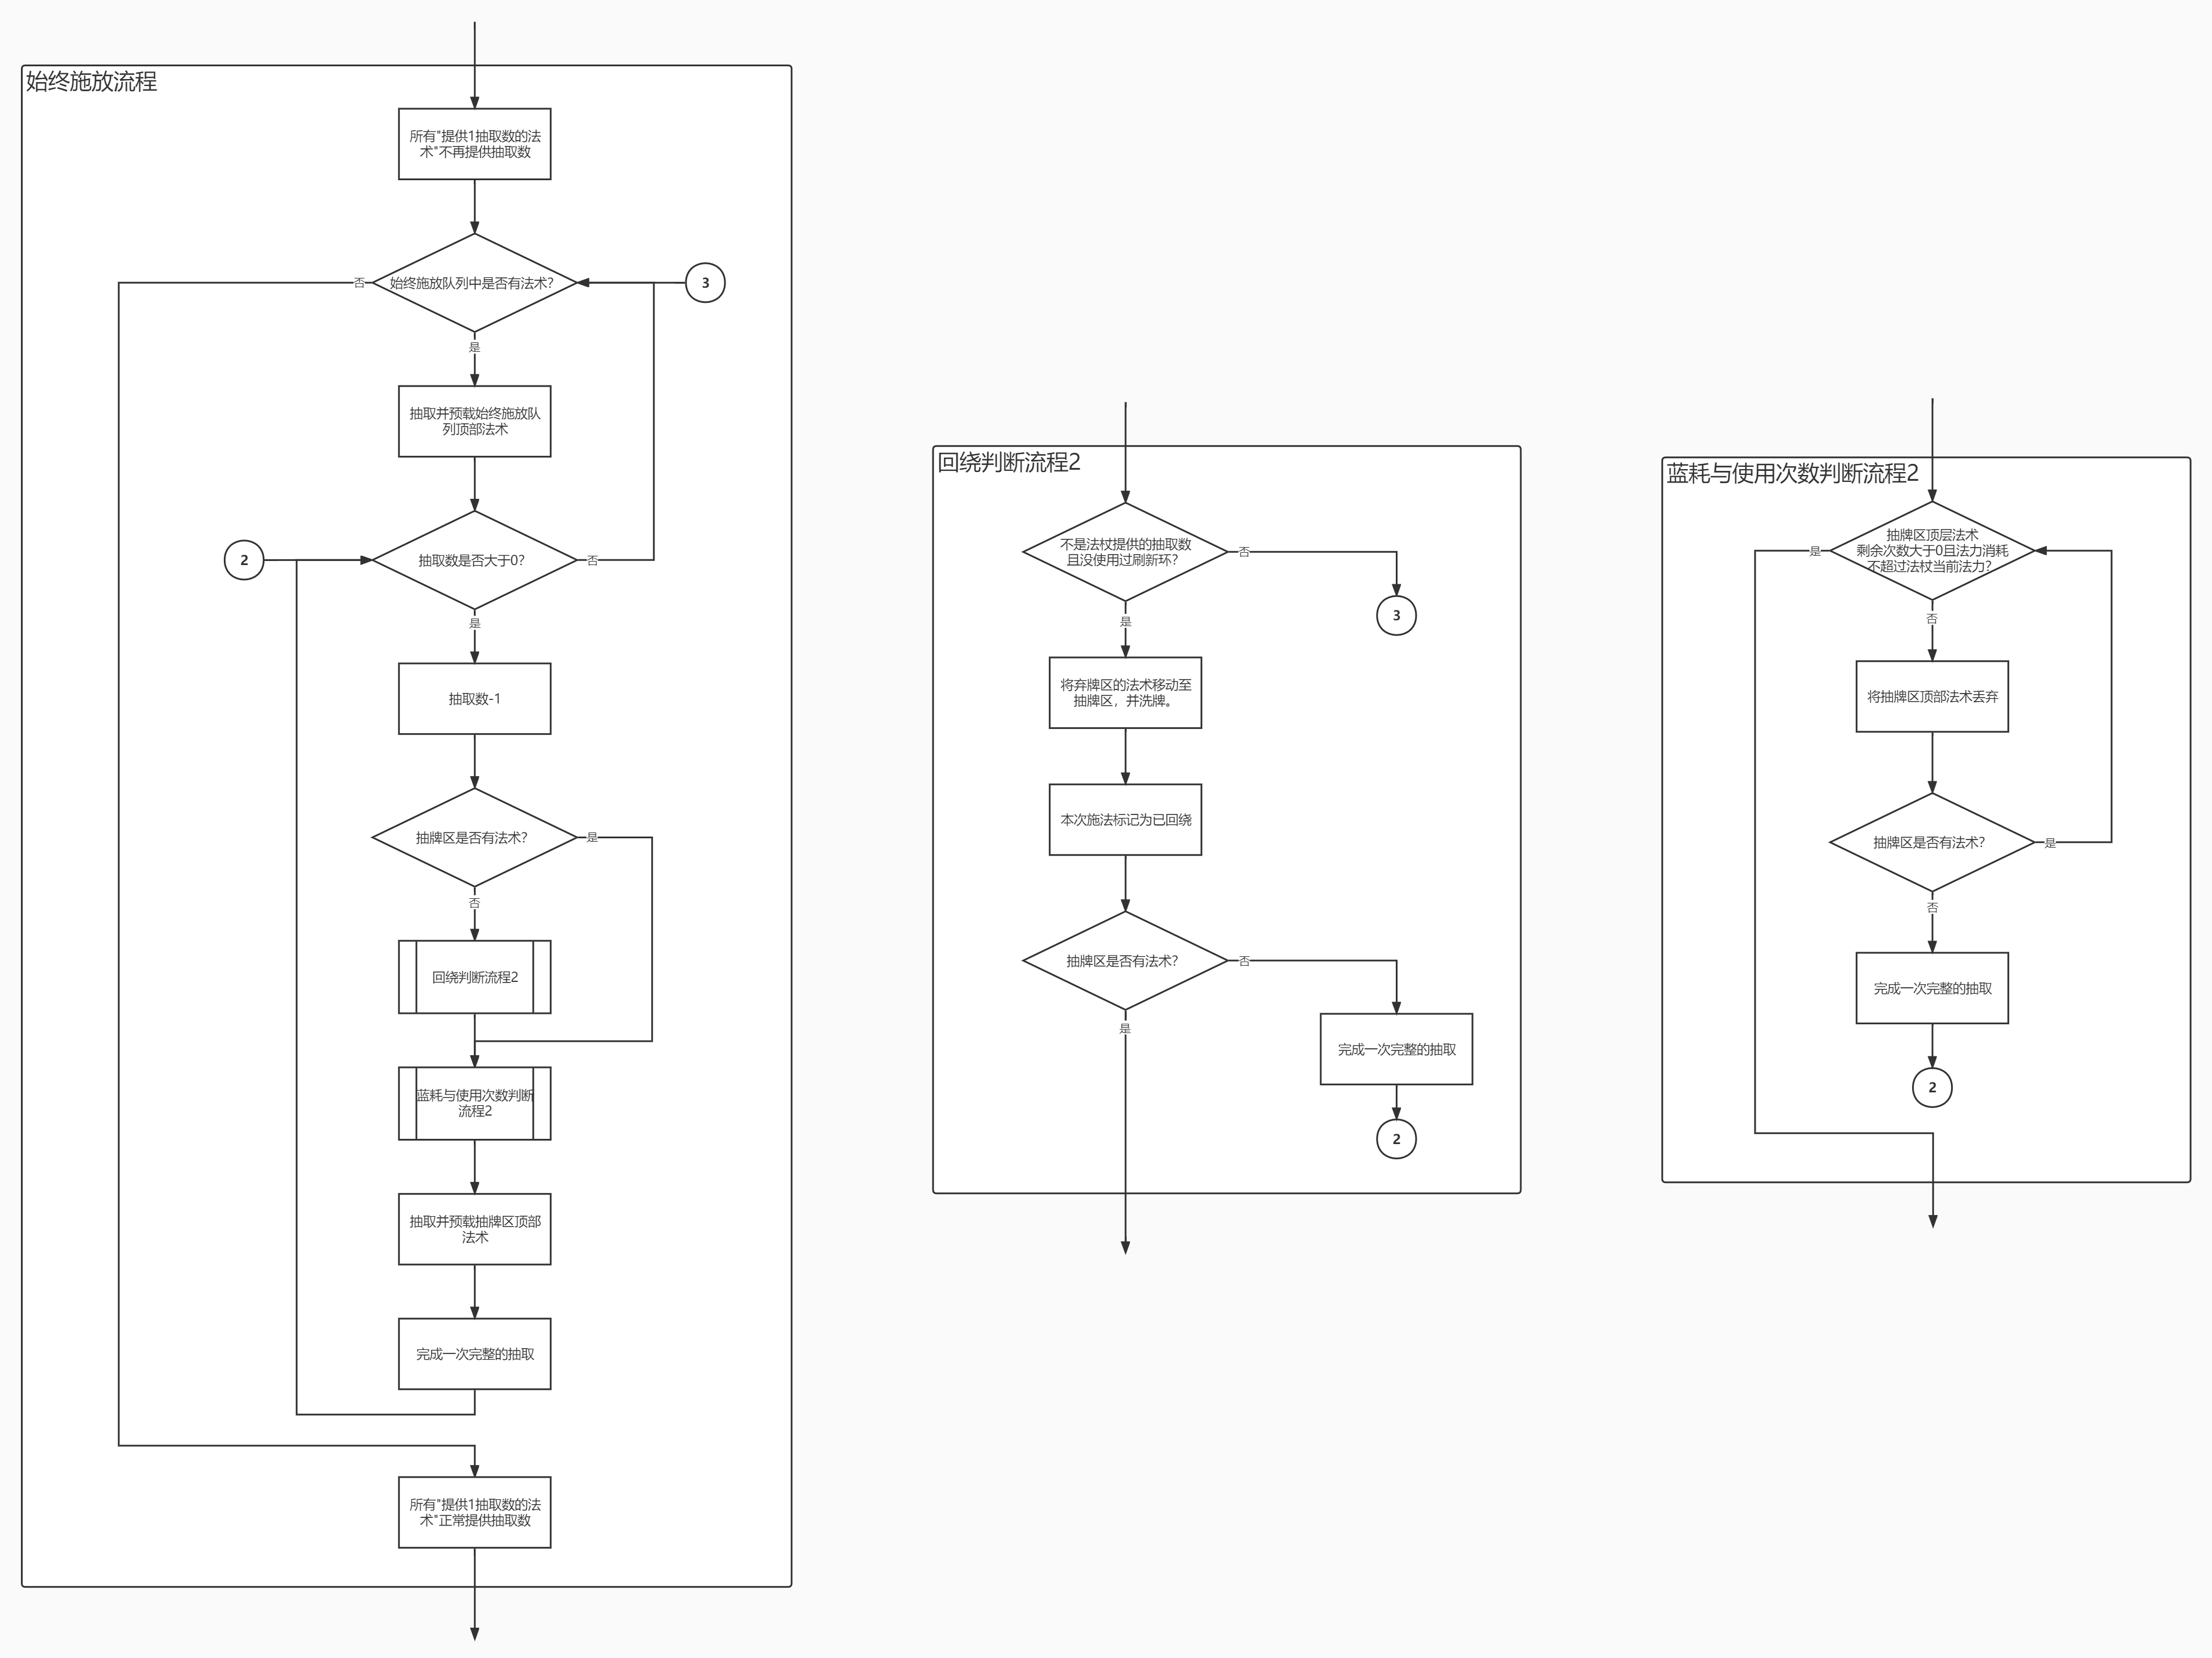 始终施放流程
所有"提供1抽取数的法
术"不再提供抽取数
始终施放队列中是否有法术?
否
3
是
抽取并预载始终施放队
列顶部法术
2
抽取数是否大于0?
否
是
抽取数-1
抽牌区是否有法术?
是
否
回绕判断流程2
蓝耗与使用次数判断
流程2
抽取并预载抽牌区顶部
法术
完成一次完整的抽取
所有"提供1抽取数的法
术"正常提供抽取数
回绕判断流程2
不是法杖提供的抽取数
且没使用过刷新环?
否
3
是
将弃牌区的法术移动至
抽牌区，并洗牌。
本次施法标记为已回绕
抽牌区是否有法术?
否
是
完成一次完整的抽取
2
蓝耗与使用次数判断流程2
抽牌区顶层法术
剩余次数大于0且法力消耗
不超过法杖当前法力?
是
否
将抽牌区顶部法术丢弃
抽牌区是否有法术?
是
否
完成一次完整的抽取
2